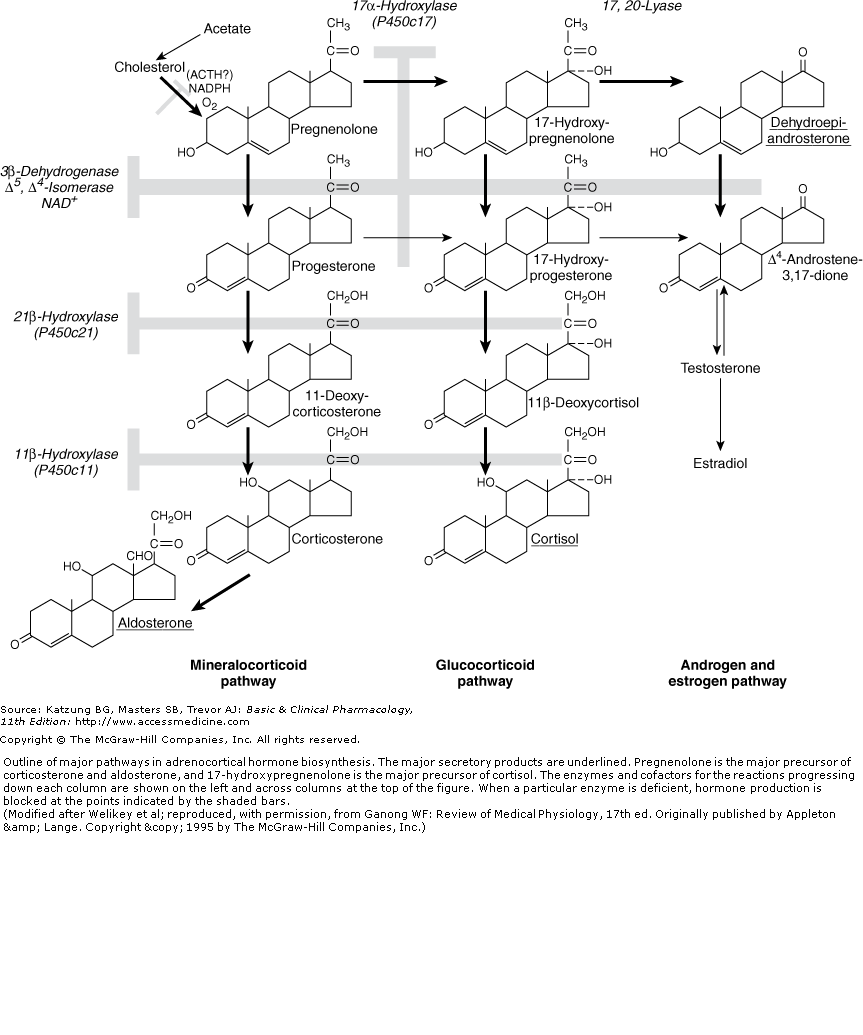 17α-Hydroxylase
(P450c17)
17, 20-Lyase
Acetate
Cholesterol
(ACTH?)
NADPH
O2
CH3
C=O
HO
Pregnenolone
CH3
C=O
OH
HO
17-Hydroxy-
pregnenolone
O
HO
Dehydroepi-
androsterone
3β-Dehydrogenase
Δ5, Δ4-Isomerase
NAD+
CH3
C=O
O
Progesterone
CH3
C=O
OH
O
17-Hydroxy-
progesterone
O
O
Δ4-Androstene-
3,17-dione
21β-Hydroxylase
(P450c21)
CH2OH
C=O
O
11-Deoxy-
corticosterone
CH2OH
C=O
OH
O
11β-Deoxycortisol
Testosterone
Estradiol
11β-Hydroxylase
(P450c11)
CH2OH
C=O
HO
O
Corticosterone
CH2OH
C=O
OH
HO
O
Cortisol
CH2OH
C=O
CHO
HO
O
Aldosterone
Mineralocorticoid
pathway
Glucocorticoid
pathway
Androgen and
estrogen pathway
Source: Katzung BG, Masters SB, Trevor AJ: Basic & Clinical Pharmacology,
11th Edition: http://www.accessmedicine.com
Copyright © The McGraw-Hill Companies, Inc. All rights reserved.
Outline of major pathways in adrenocortical hormone biosynthesis. The major secretory products are underlined. Pregnenolone is the major precursor of
corticosterone and aldosterone, and 17-hydroxypregnenolone is the major precursor of cortisol. The enzymes and cofactors for the reactions progressing
down each column are shown on the left and across columns at the top of the figure. When a particular enzyme is deficient, hormone production is
blocked at the points indicated by the shaded bars.
(Modified after Welikey et al; reproduced, with permission, from Ganong WF: Review of Medical Physiology, 17th ed. Originally published by Appleton
&amp; Lange. Copyright &copy; 1995 by The McGraw-Hill Companies, Inc.)